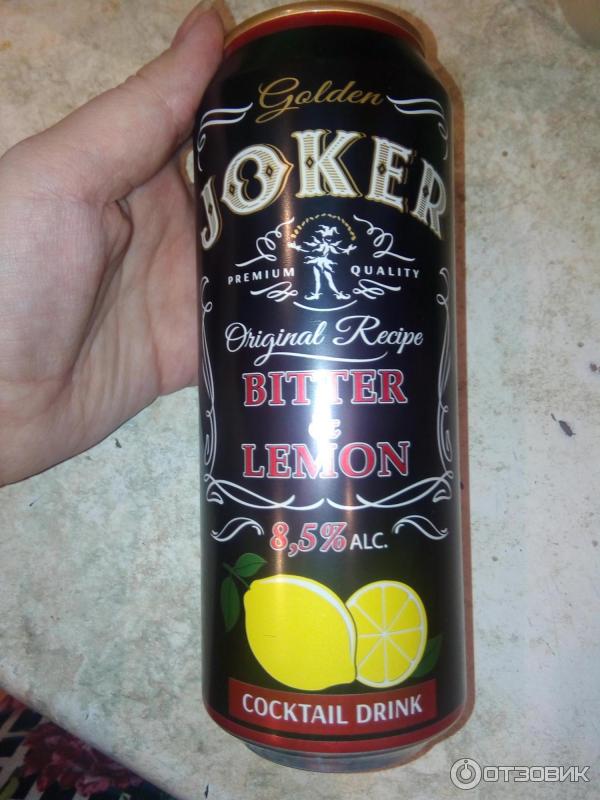 Golden
JOKER
PREMIUM QUALITY
Original Recipe
BITTER
&
LEMON
8,5% ALC.
COCKTAIL DRINK
ОТЗОВИК